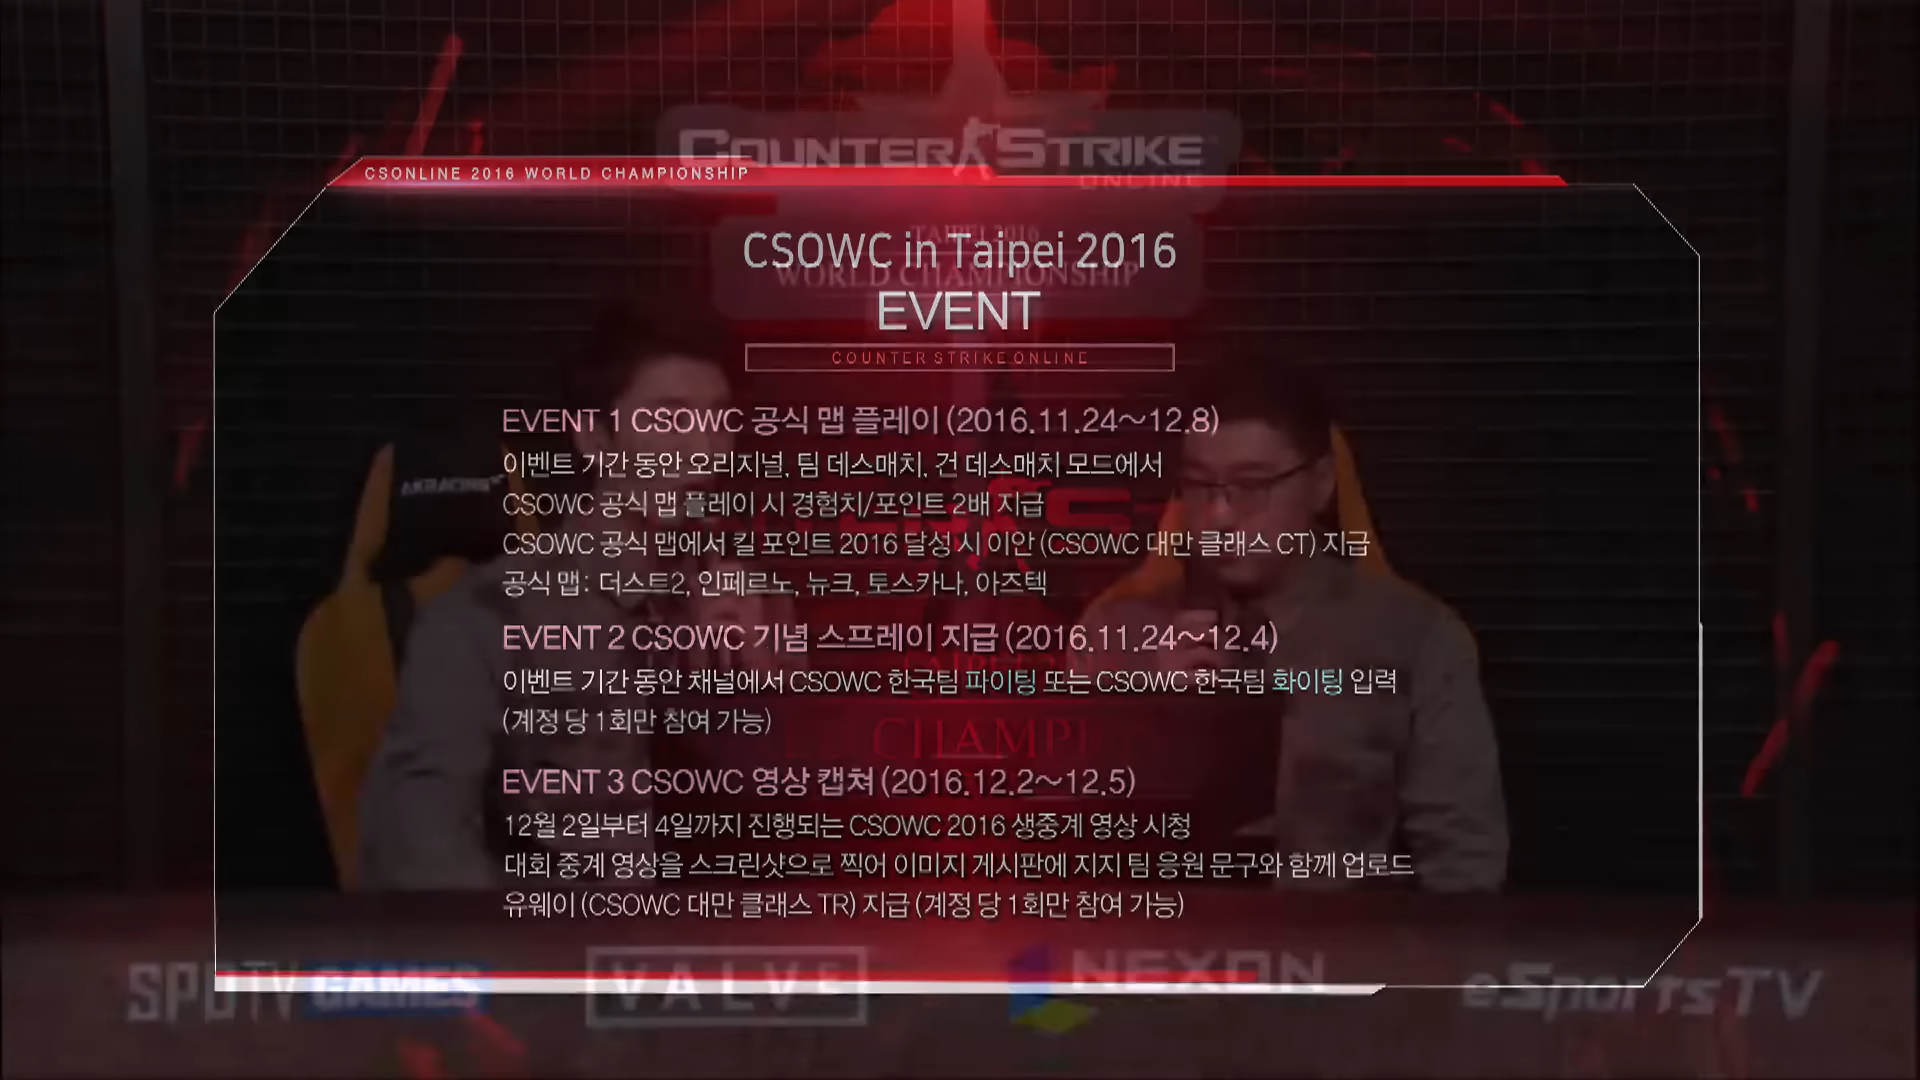 COUNTER STRIKE
ONLINE
CSONLINE 2016 WORLD CHAMPIONSHIP
TAIPEI 2016
CSOWC in Taipei 2016
WORLD CHAMPIONSHIP
EVENT
COUNTER STRIKE ONLINE
EVENT 1 CSOWC 공식 맵 플레이 (2016.11.24~12.8)
이벤트 기간 동안 오리지널, 팀 데스매치, 건 데스매치 모드에서
CSOWC 공식 맵 플레이 시 경험치/포인트 2배 지급
CSOWC 공식 맵에서 킬 포인트 2016 달성 시 이안 (CSOWC 대만 클래스 CT) 지급
공식 맵: 더스트2, 인페르노, 뉴크, 토스카나, 아즈텍
EVENT 2 CSOWC 기념 스프레이 지급 (2016.11.24~12.4)
이벤트 기간 동안 채널에서 CSOWC 한국팀 파이팅 또는 CSOWC 한국팀 화이팅 입력
(계정 당 1회만 참여 가능)
EVENT 3 CSOWC 영상 캡쳐 (2016.12.2~12.5)
12월 2일부터 4일까지 진행되는 CSOWC 2016 생중계 영상 시청
대회 중계 영상을 스크린샷으로 찍어 이미지 게시판에 지지 팀 응원 문구와 함께 업로드
유웨이 (CSOWC 대만 클래스 TR) 지급 (계정 당 1회만 참여 가능)
AKRACING
SPOTV GAMES
VALVE
NEXON
eSportsTV